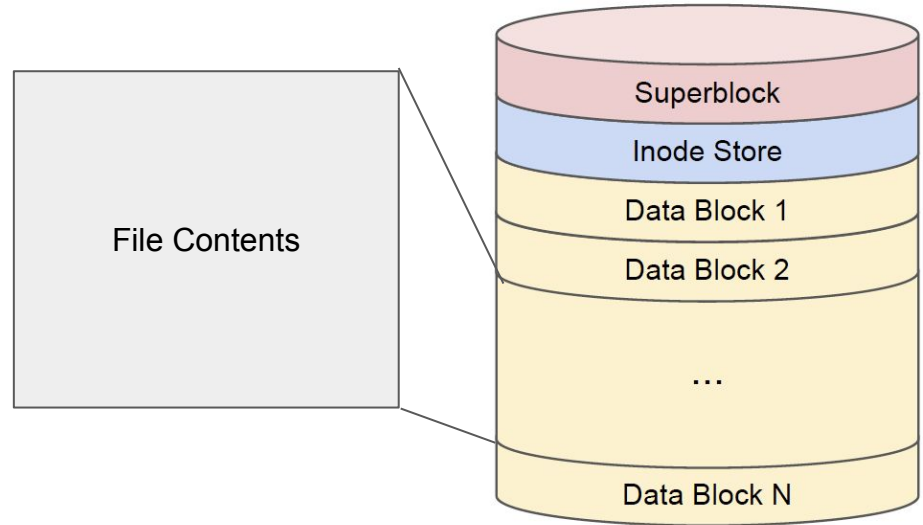 File Contents
Superblock
Inode Store
Data Block 1
Data Block 2
...
Data Block N